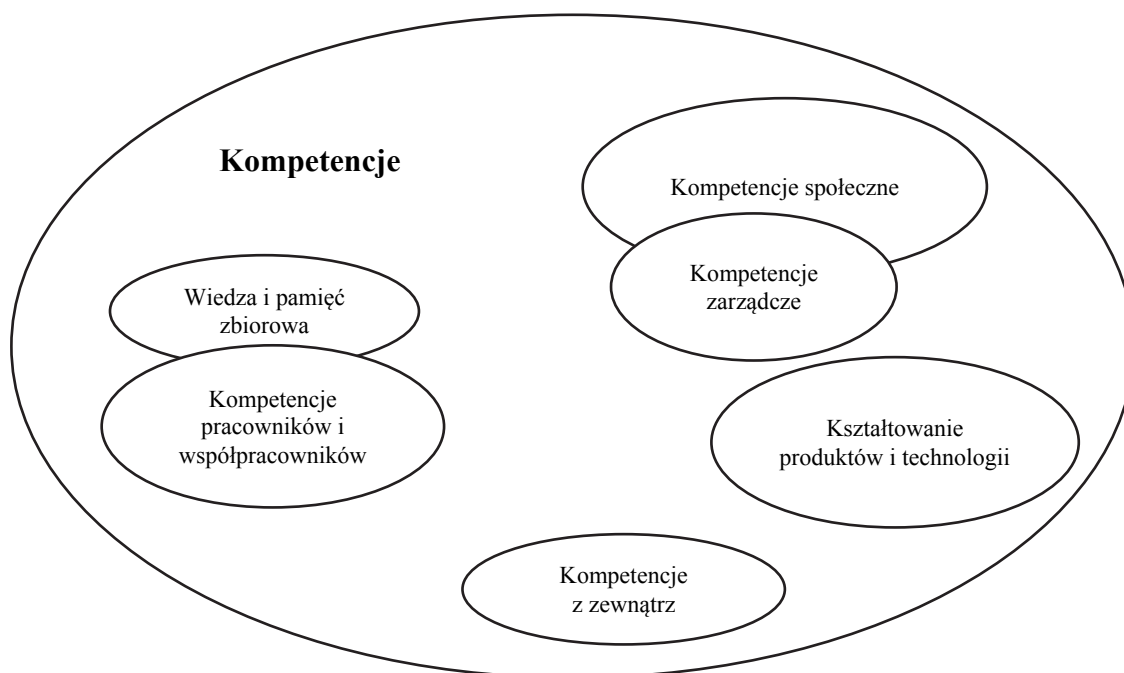 Kompetencje
Kompetencje społeczne
Kompetencje
zarządcze
Wiedza i pamięć
zbiorowa
Kompetencje
pracowników i
współpracowników
Kształtowanie
produktów i technologii
Kompetencje
z zewnątrz